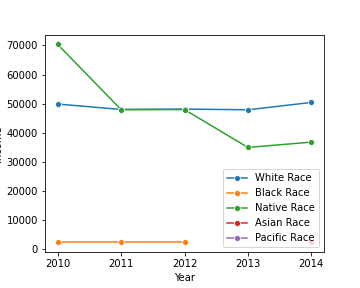 70000
60000
50000
40000
30000
20000
10000
0
2010 2011 2012 2013 2014
Year
White Race
Black Race
Native Race
Asian Race
Pacific Race